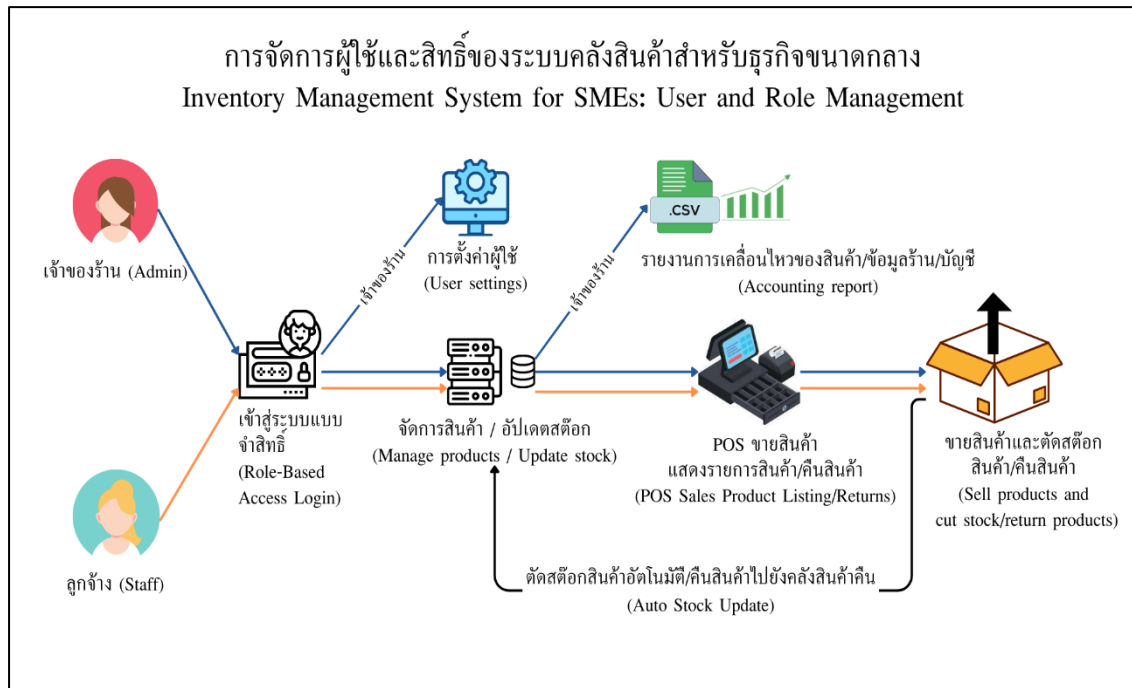 การจัดการผู้ใช้และสิทธิ์ของระบบคลังสินค้าสำหรับธุรกิจขนาดกลาง
Inventory Management System for SMEs: User and Role Management
เจ้าของร้าน (Admin)
เจ้าของร้าน
การตั้งค่าผู้ใช้
(User settings)
เจ้าของร้าน
.CSV
รายงานการเคลื่อนไหวของสินค้า/ข้อมูลร้าน/บัญชี
(Accounting report)
เข้าสู่ระบบแบบ
จำสิทธิ์
(Role-Based
Access Login)
จัดการสินค้า / อัปเดตสต๊อก
(Manage products / Update stock)
POS ขายสินค้า
แสดงรายการสินค้า/คืนสินค้า
(POS Sales Product Listing/Returns)
ขายสินค้าและตัดสต๊อก
สินค้า/คืนสินค้า
(Sell products and
cut stock/return products)
ลูกจ้าง (Staff)
ตัดสต๊อกสินค้าอัตโนมัติ/คืนสินค้าไปยังคลังสินค้าคืน
(Auto Stock Update)